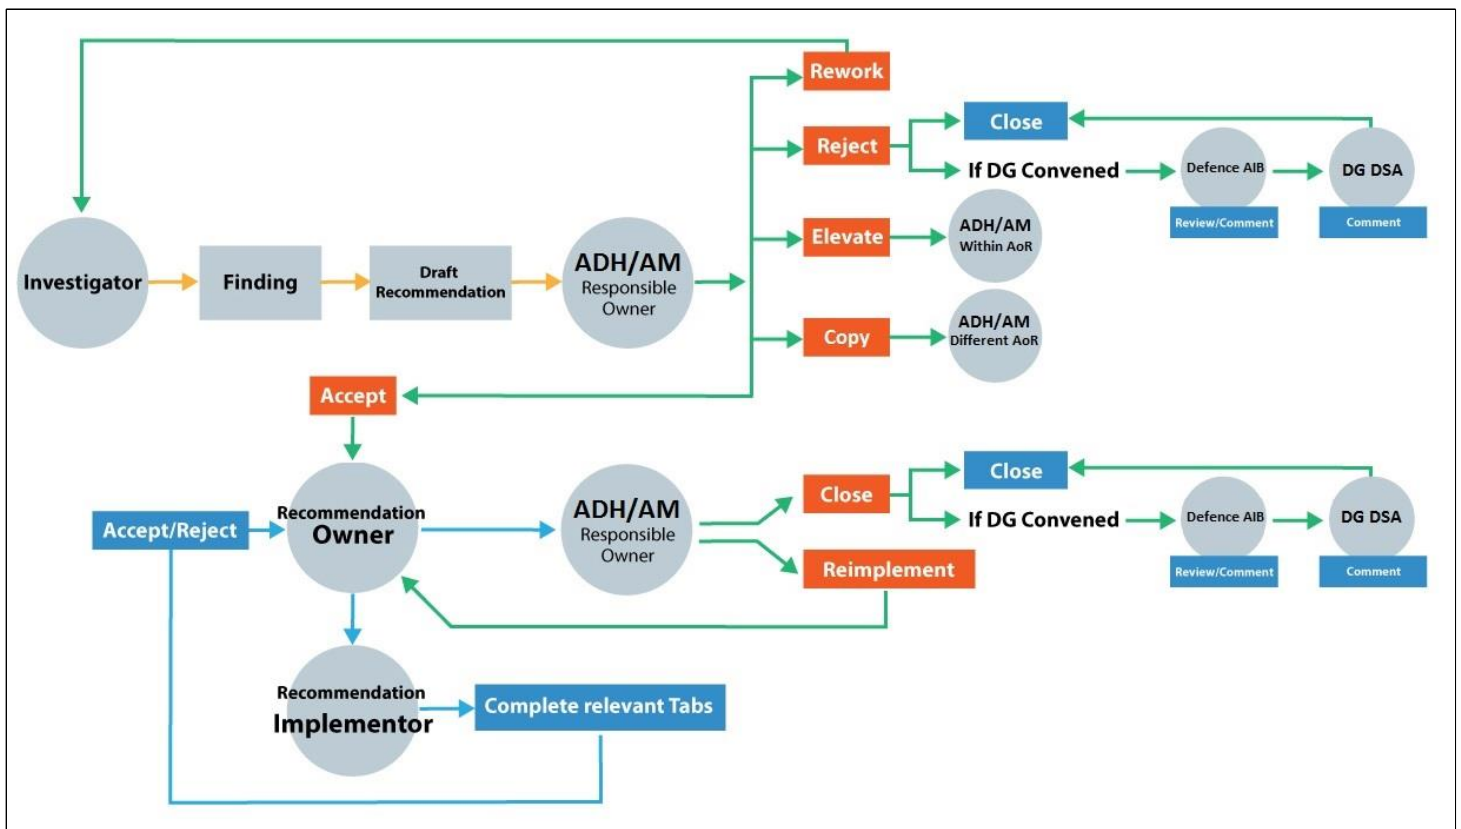 Rework
Close
Reject
If DG Convened
Defence AIB
DG DSA
Review/Comment
Comment
Elevate
ADH/AM
Within AoR
Investigator
Finding
Draft
Recommendation
ADH/AM
Responsible
Owner
Copy
ADH/AM
Different AoR
Accept
Accept/Reject
Recommendation
Owner
ADH/AM
Responsible
Owner
Close
Close
If DG Convened
Defence AIB
DG DSA
Review/Comment
Comment
Reimplement
Recommendation
Implementor
Complete relevant Tabs